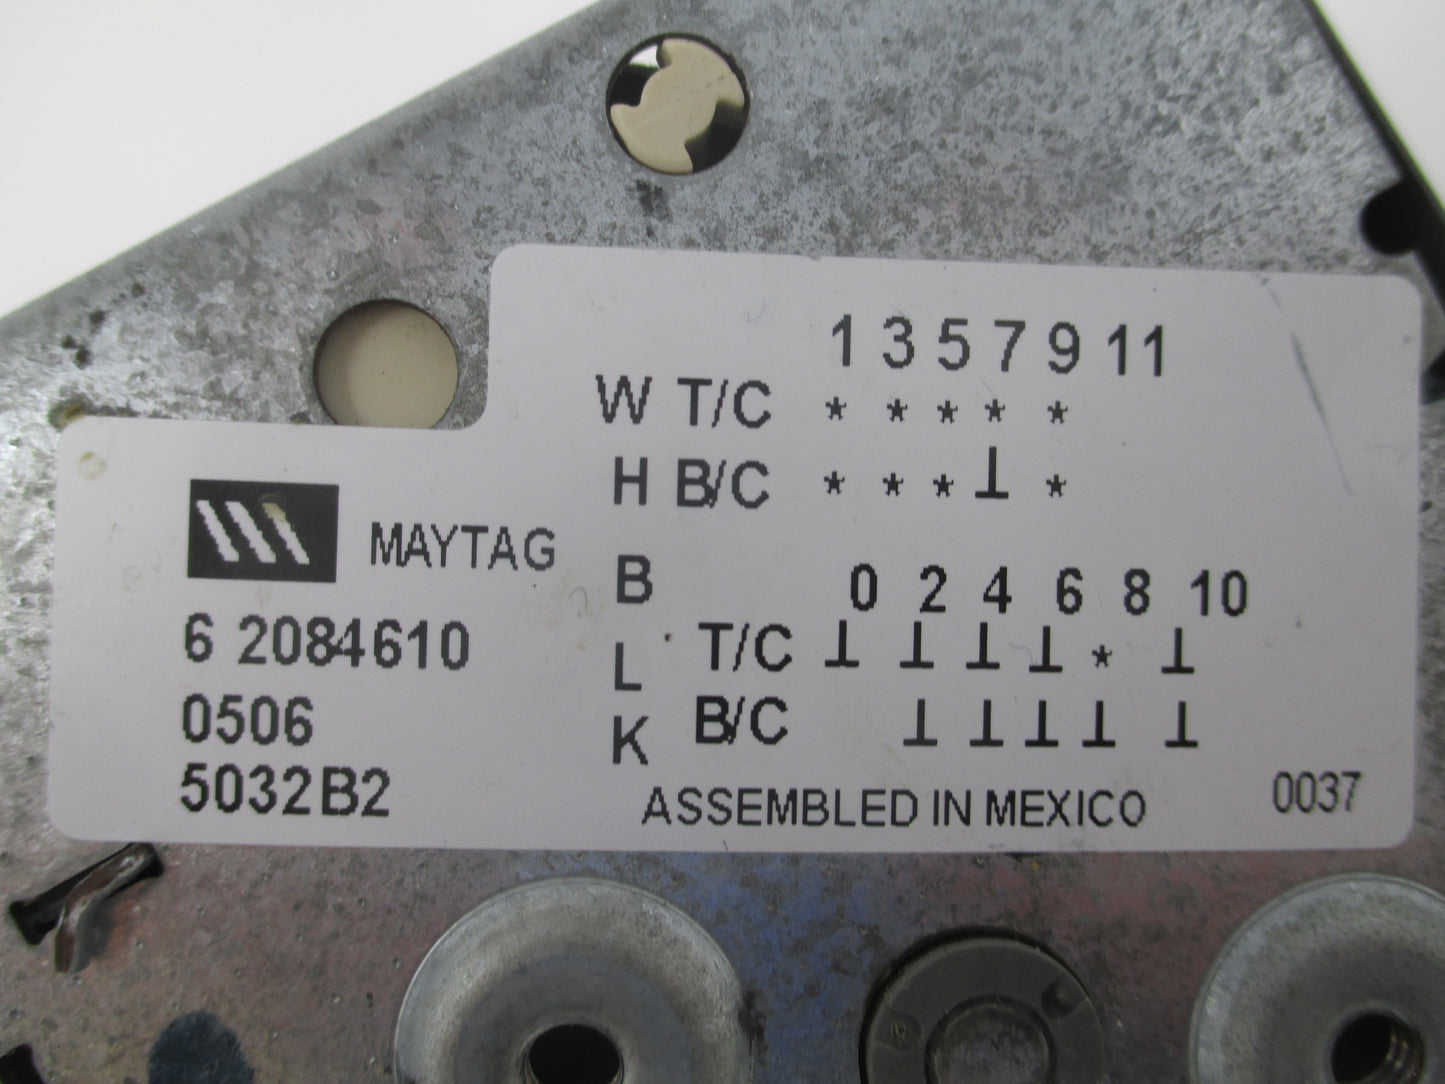 1 3 5 7 9 11
W T/C * * * * *
H B/C * * * ⊥ *
B 0 2 4 6 8 10
L T/C ⊥ ⊥ ⊥ ⊥ * ⊥
K B/C ⊥ ⊥ ⊥ ⊥ ⊥
MAYTAG
6 2084610
0506
5032B2
ASSEMBLED IN MEXICO
0037